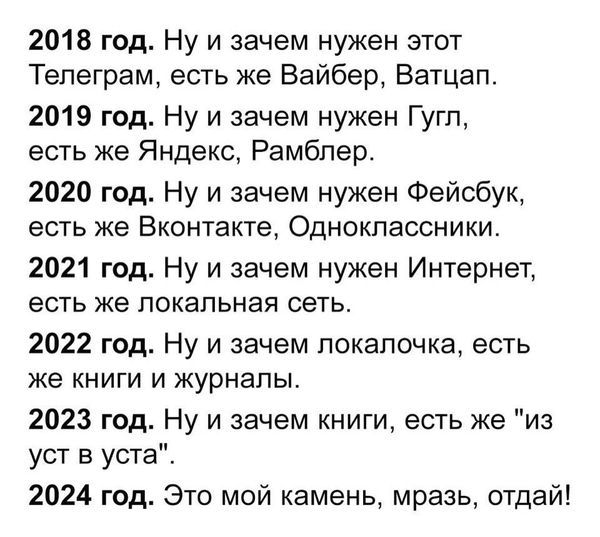 2018 год. Ну и зачем нужен этот
Телеграм, есть же Вайбер, Ватцап.
2019 год. Ну и зачем нужен Гугл,
есть же Яндекс, Рамблер.
2020 год. Ну и зачем нужен Фейсбук,
есть же Вконтакте, Одноклассники.
2021 год. Ну и зачем нужен Интернет,
есть же локальная сеть.
2022 год. Ну и зачем локалочка, есть
же книги и журналы.
2023 год. Ну и зачем книги, есть же "из
уст в уста".
2024 год. Это мой камень, мразь, отдай!